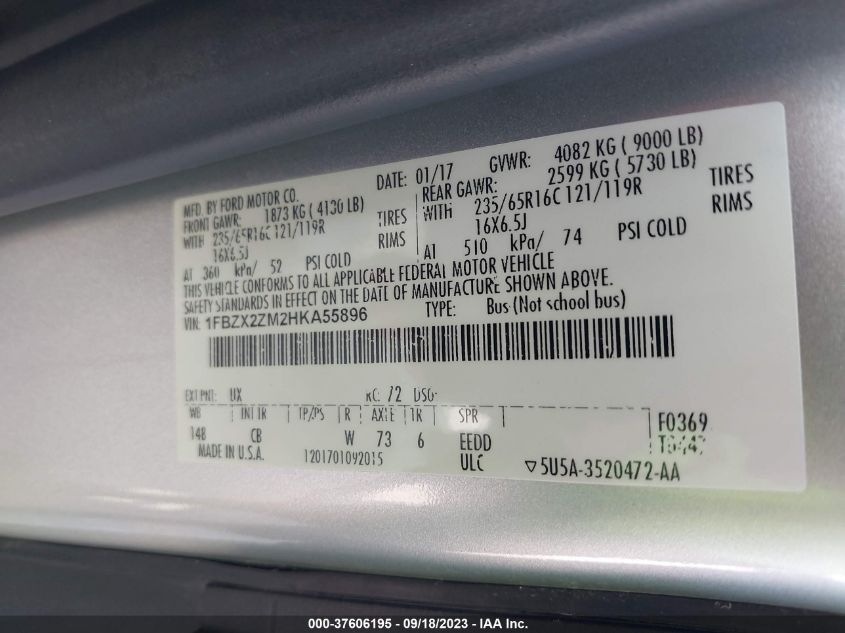 MFD. BY FORD MOTOR CO.
DATE: 01/17
GVWR: 4082 KG ( 9000 LB)
FRONT GAWR: 1873 KG ( 4130 LB)
REAR GAWR: 2599 KG ( 5730 LB)
WITH 235/65R16C 121/119R TIRES
WITH 235/65R16C 121/119R TIRES
16X6.5J RIMS
16X6.5J RIMS
AT 360 kPa/ 52 PSI COLD
AT 510 kPa/ 74 PSI COLD
THIS VEHICLE CONFORMS TO ALL APPLICABLE FEDERAL MOTOR VEHICLE
SAFETY STANDARDS IN EFFECT ON THE DATE OF MANUFACTURE SHOWN ABOVE.
VIN: 1FBZX2ZM2HKA55896
TYPE: Bus (Not school bus)
EXT PNT: UX RC: 72 DSO:
WB INT TR TP/PS R AXLE TR SPR
148 CB W 73 6 EEDD
F0369
MADE IN U.S.A. 1201701092015 ULC
▽5U5A-3520472-AA
000-37606195 - 09/18/2023 - IAA Inc.